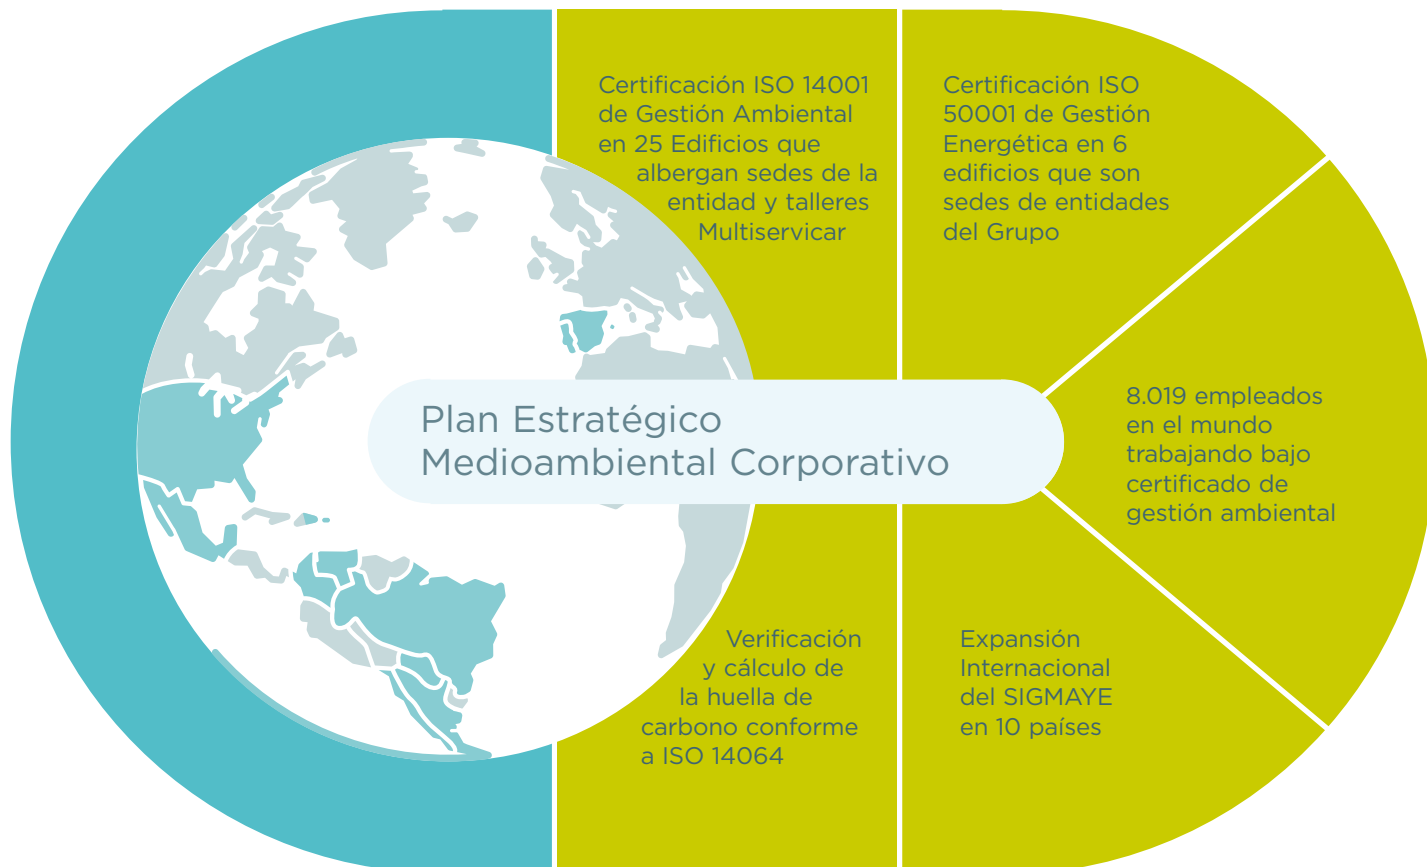 Certificación ISO 14001
de Gestión Ambiental
en 25 Edificios que
albergan sedes de la
entidad y talleres
Multiservicar
Certificación ISO
50001 de Gestión
Energética en 6
edificios que son
sedes de entidades
del Grupo
Plan Estratégico
Medioambiental Corporativo
8.019 empleados
en el mundo
trabajando bajo
certificado de
gestión ambiental
Verificación
y cálculo de
la huella de
carbono conforme
a ISO 14064
Expansión
Internacional
del SIGMAYE
en 10 países